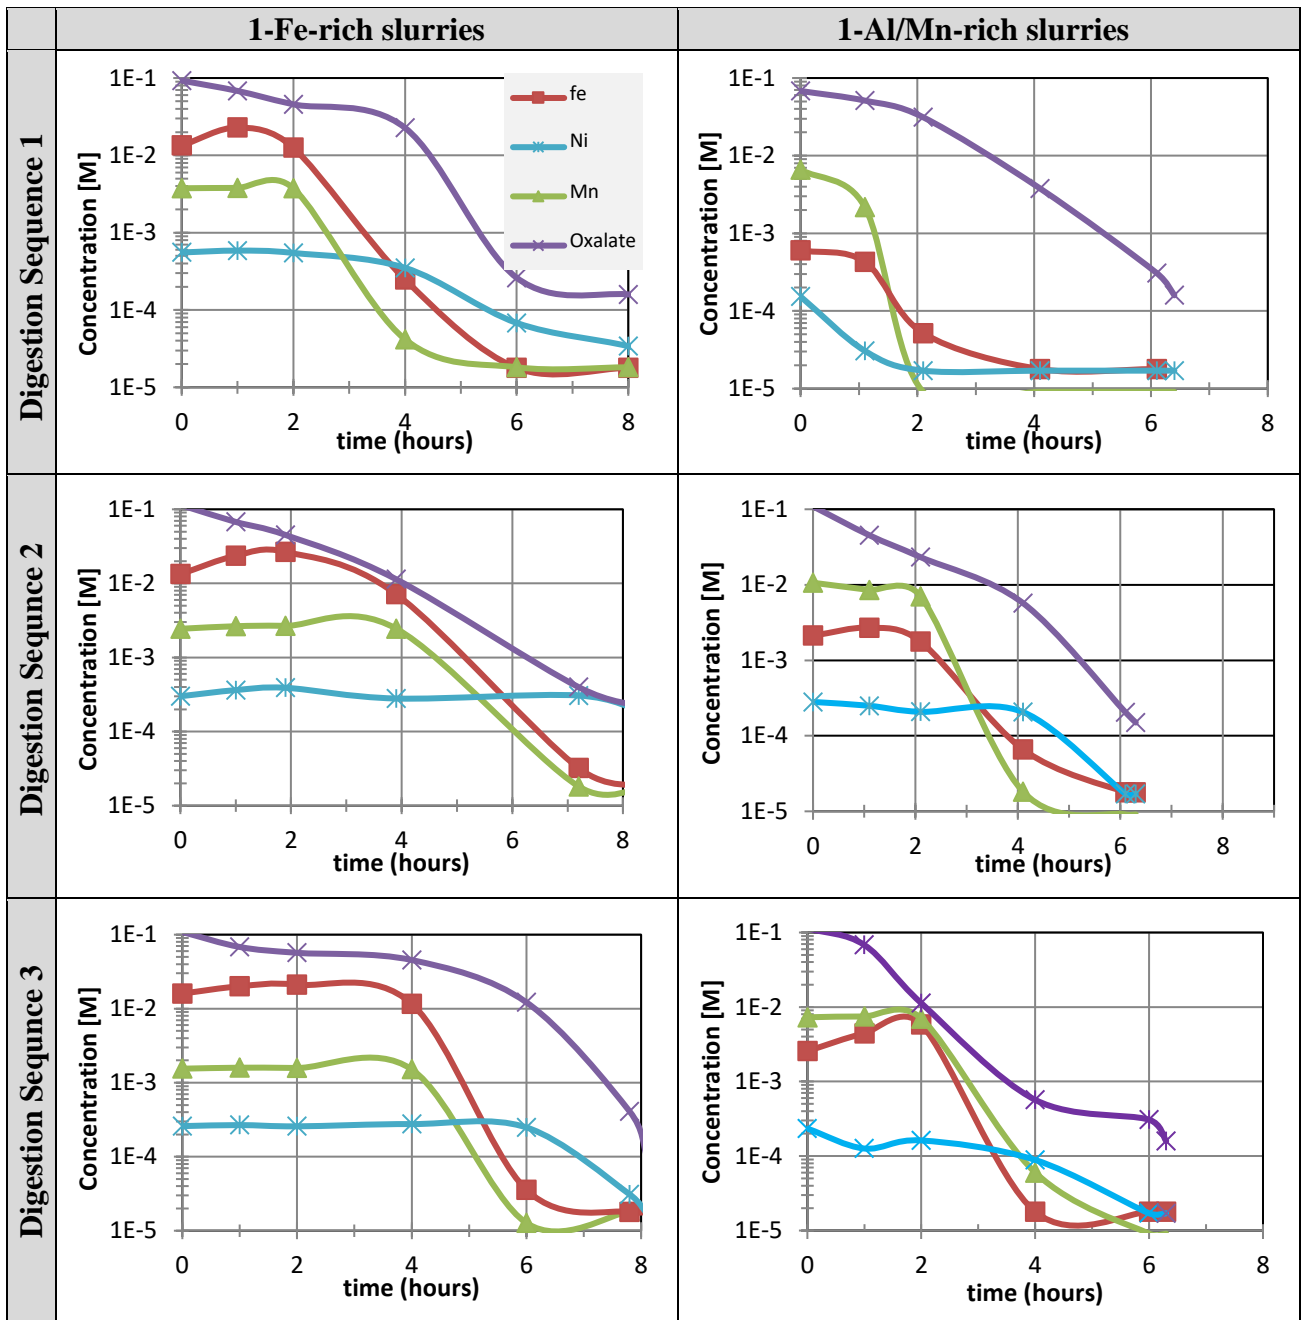 1-Fe-rich slurries
1-Al/Mn-rich slurries
Digestion Sequence 1
Concentration [M]
1E-1
1E-2
1E-3
1E-4
1E-5
0 2 4 6 8
time (hours)
fe
Ni
Mn
Oxalate
Concentration [M]
1E-1
1E-2
1E-3
1E-4
1E-5
0 2 4 6 8
time (hours)
Digestion Sequnce 2
Concentration [M]
1E-1
1E-2
1E-3
1E-4
1E-5
0 2 4 6 8
time (hours)
Concentration [M]
1E-1
1E-2
1E-3
1E-4
1E-5
0 2 4 6 8
time (hours)
Digestion Sequnce 3
Concentration [M]
1E-1
1E-2
1E-3
1E-4
1E-5
0 2 4 6 8
time (hours)
Concentration [M]
1E-1
1E-2
1E-3
1E-4
1E-5
0 2 4 6 8
time (hours)